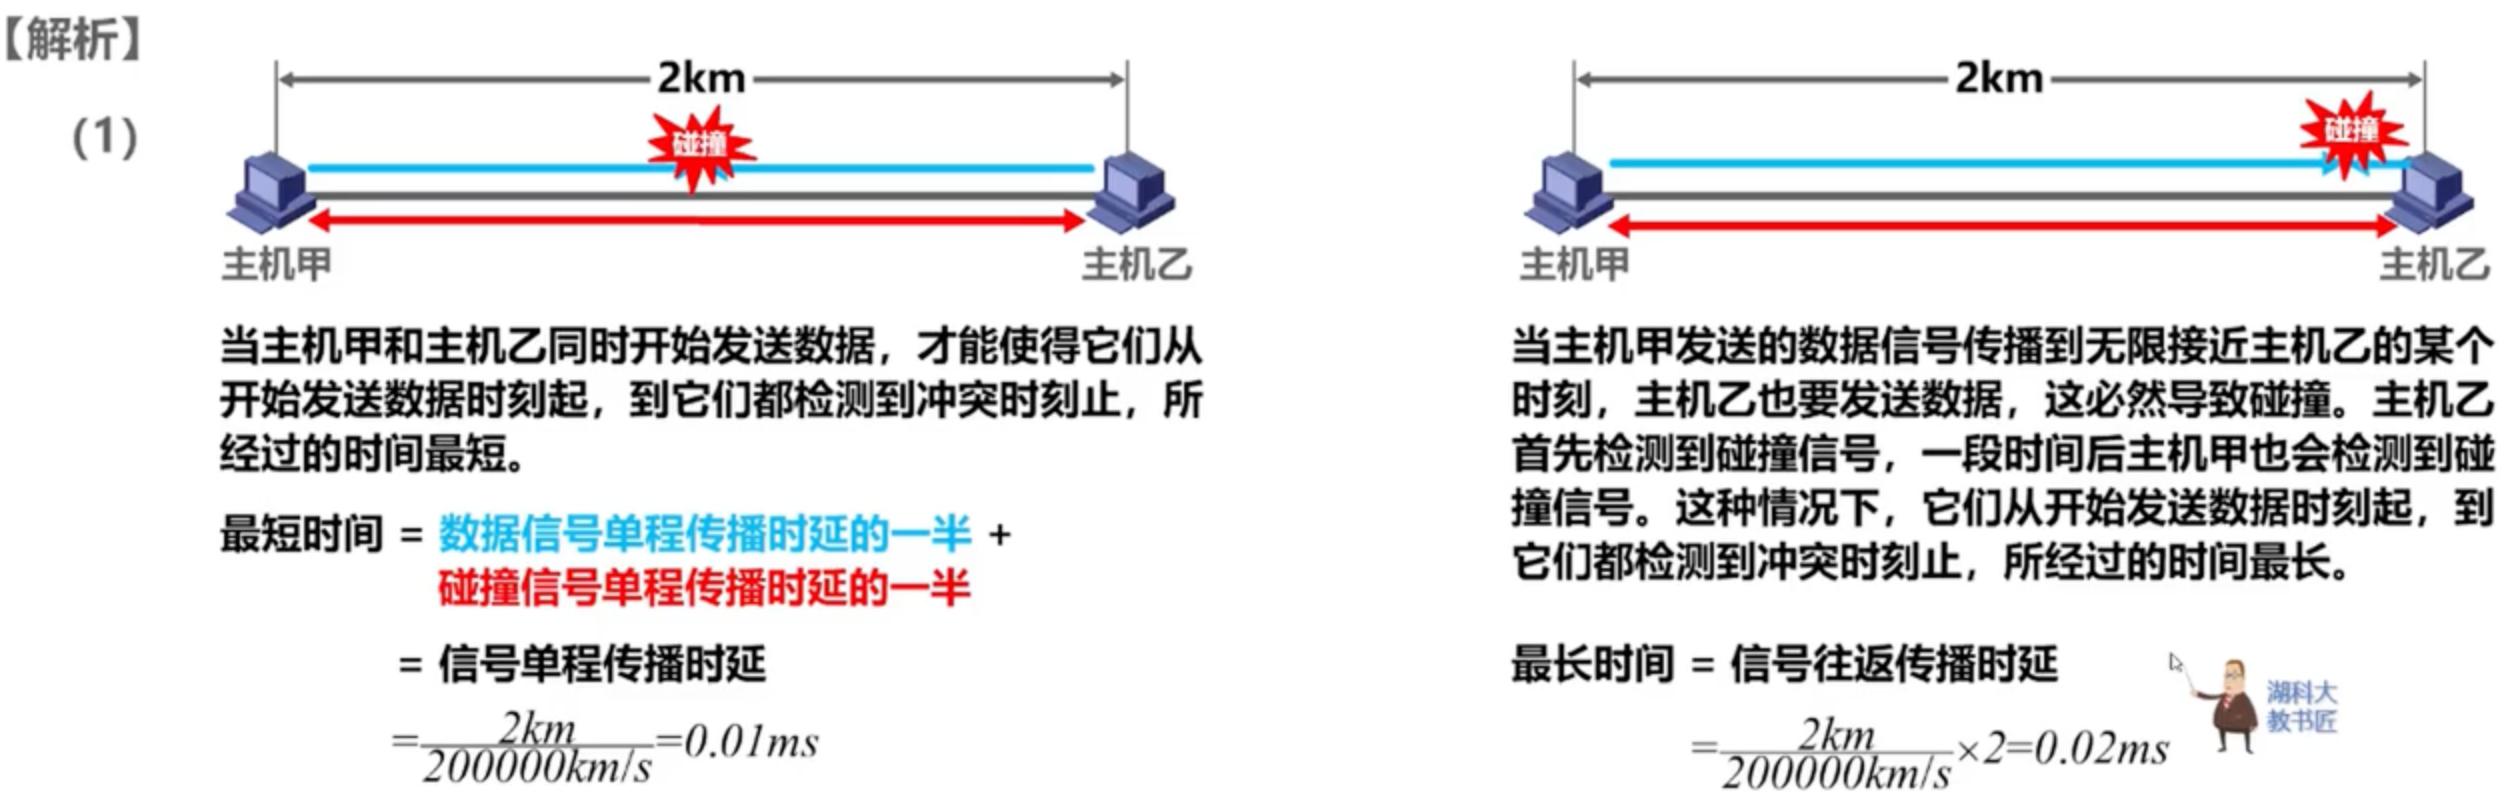 【解析】
(1)
2km
碰撞
主机甲
主机乙
当主机甲和主机乙同时开始发送数据，才能使得它们从
开始发送数据时刻起，到它们都检测到冲突时刻止，所
经过的时间最短。
最短时间 = 数据信号单程传播时延的一半 +
碰撞信号单程传播时延的一半
= 信号单程传播时延
=2km/200000km/s=0.01ms
2km
碰撞
主机甲
主机乙
当主机甲发送的数据信号传播到无限接近主机乙的某个
时刻，主机乙也要发送数据，这必然导致碰撞。主机乙
首先检测到碰撞信号，一段时间后主机甲也会检测到碰
撞信号。这种情况下，它们从开始发送数据时刻起，到
它们都检测到冲突时刻止，所经过的时间最长。
最长时间 = 信号往返传播时延
=2km/200000km/s×2=0.02ms
湖科大
教书匠